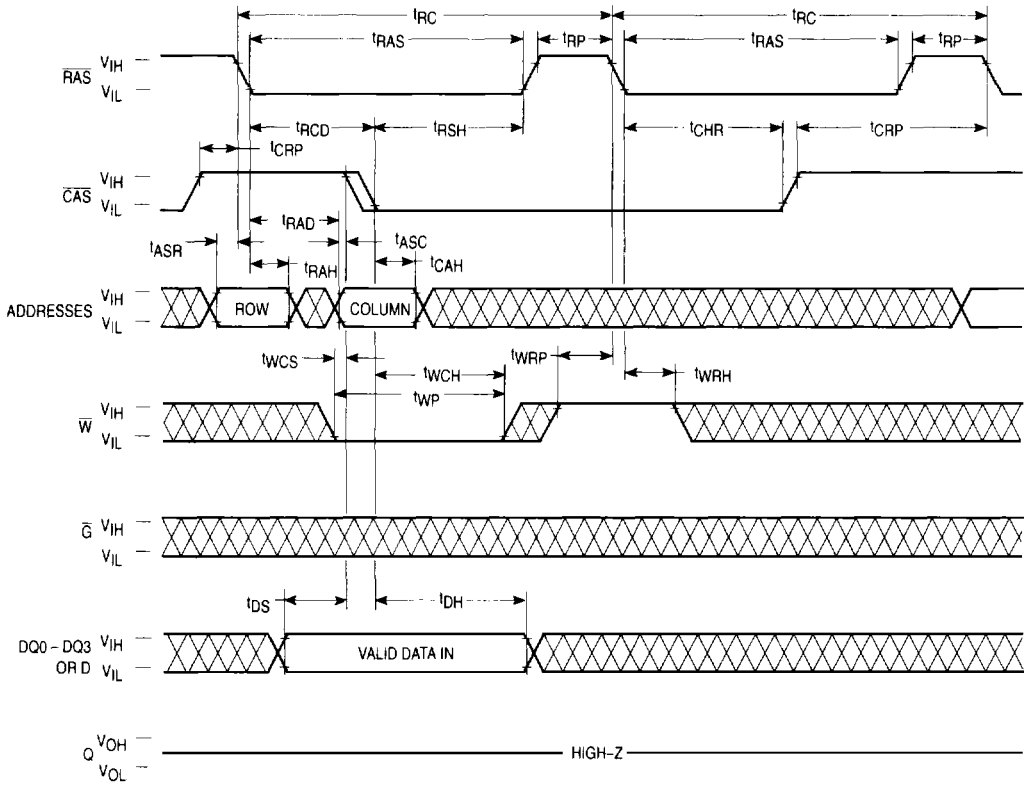 tRC tRC
tRAS tRP tRAS tRP
RAS VIH
VIL
tRCD tRSH tCHR tCRP
tCRP
CAS VIH
VIL
tRAD
tASR tASC
tRAH tCAH
ADDRESSES VIH
VIL
ROW COLUMN
tWCS tWCH tWRP tWRH
tWP
W VIH
VIL
G VIH
VIL
tDS tDH
DQ0 – DQ3 VIH
OR D VIL
VALID DATA IN
Q VOH
VOL
HIGH–Z